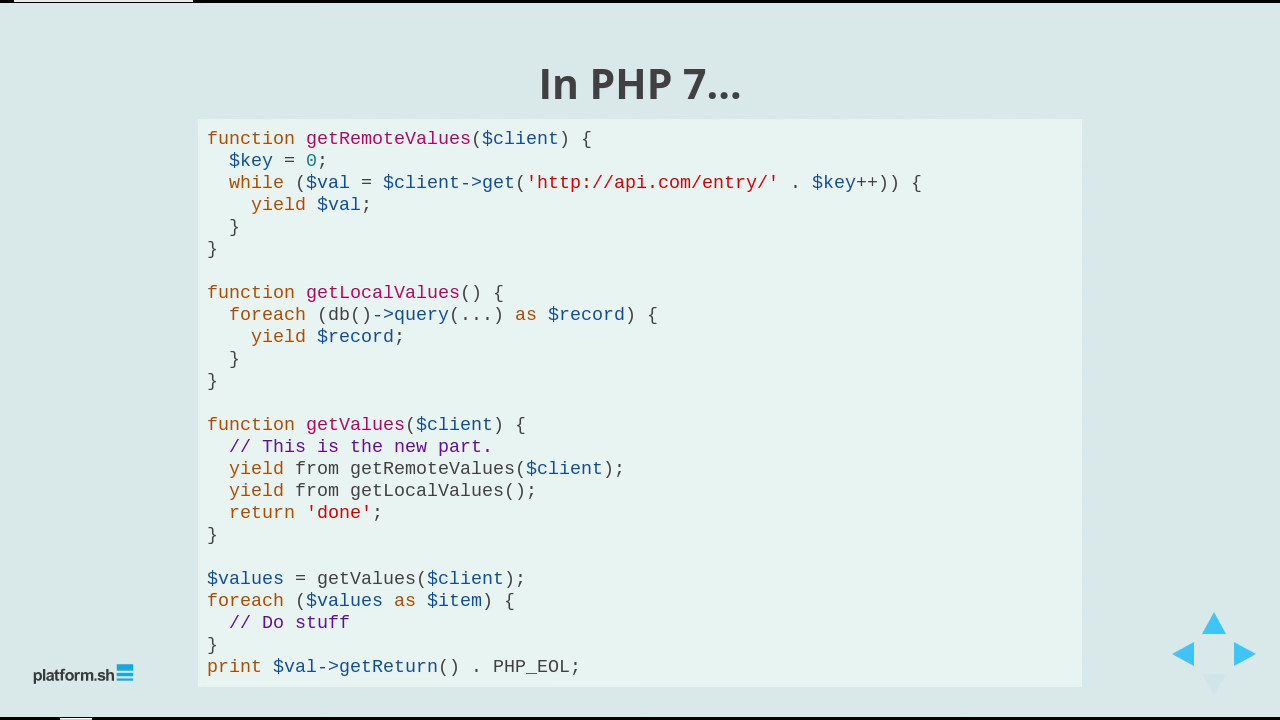 In PHP 7...
function getRemoteValues($client) {
  $key = 0;
  while ($val = $client->get('http://api.com/entry/' . $key++)) {
    yield $val;
  }
}

function getLocalValues() {
  foreach (db()->query(...) as $record) {
    yield $record;
  }
}

function getValues($client) {
  // This is the new part.
  yield from getRemoteValues($client);
  yield from getLocalValues();
  return 'done';
}

$values = getValues($client);
foreach ($values as $item) {
  // Do stuff
}
print $val->getReturn() . PHP_EOL;
platform.sh